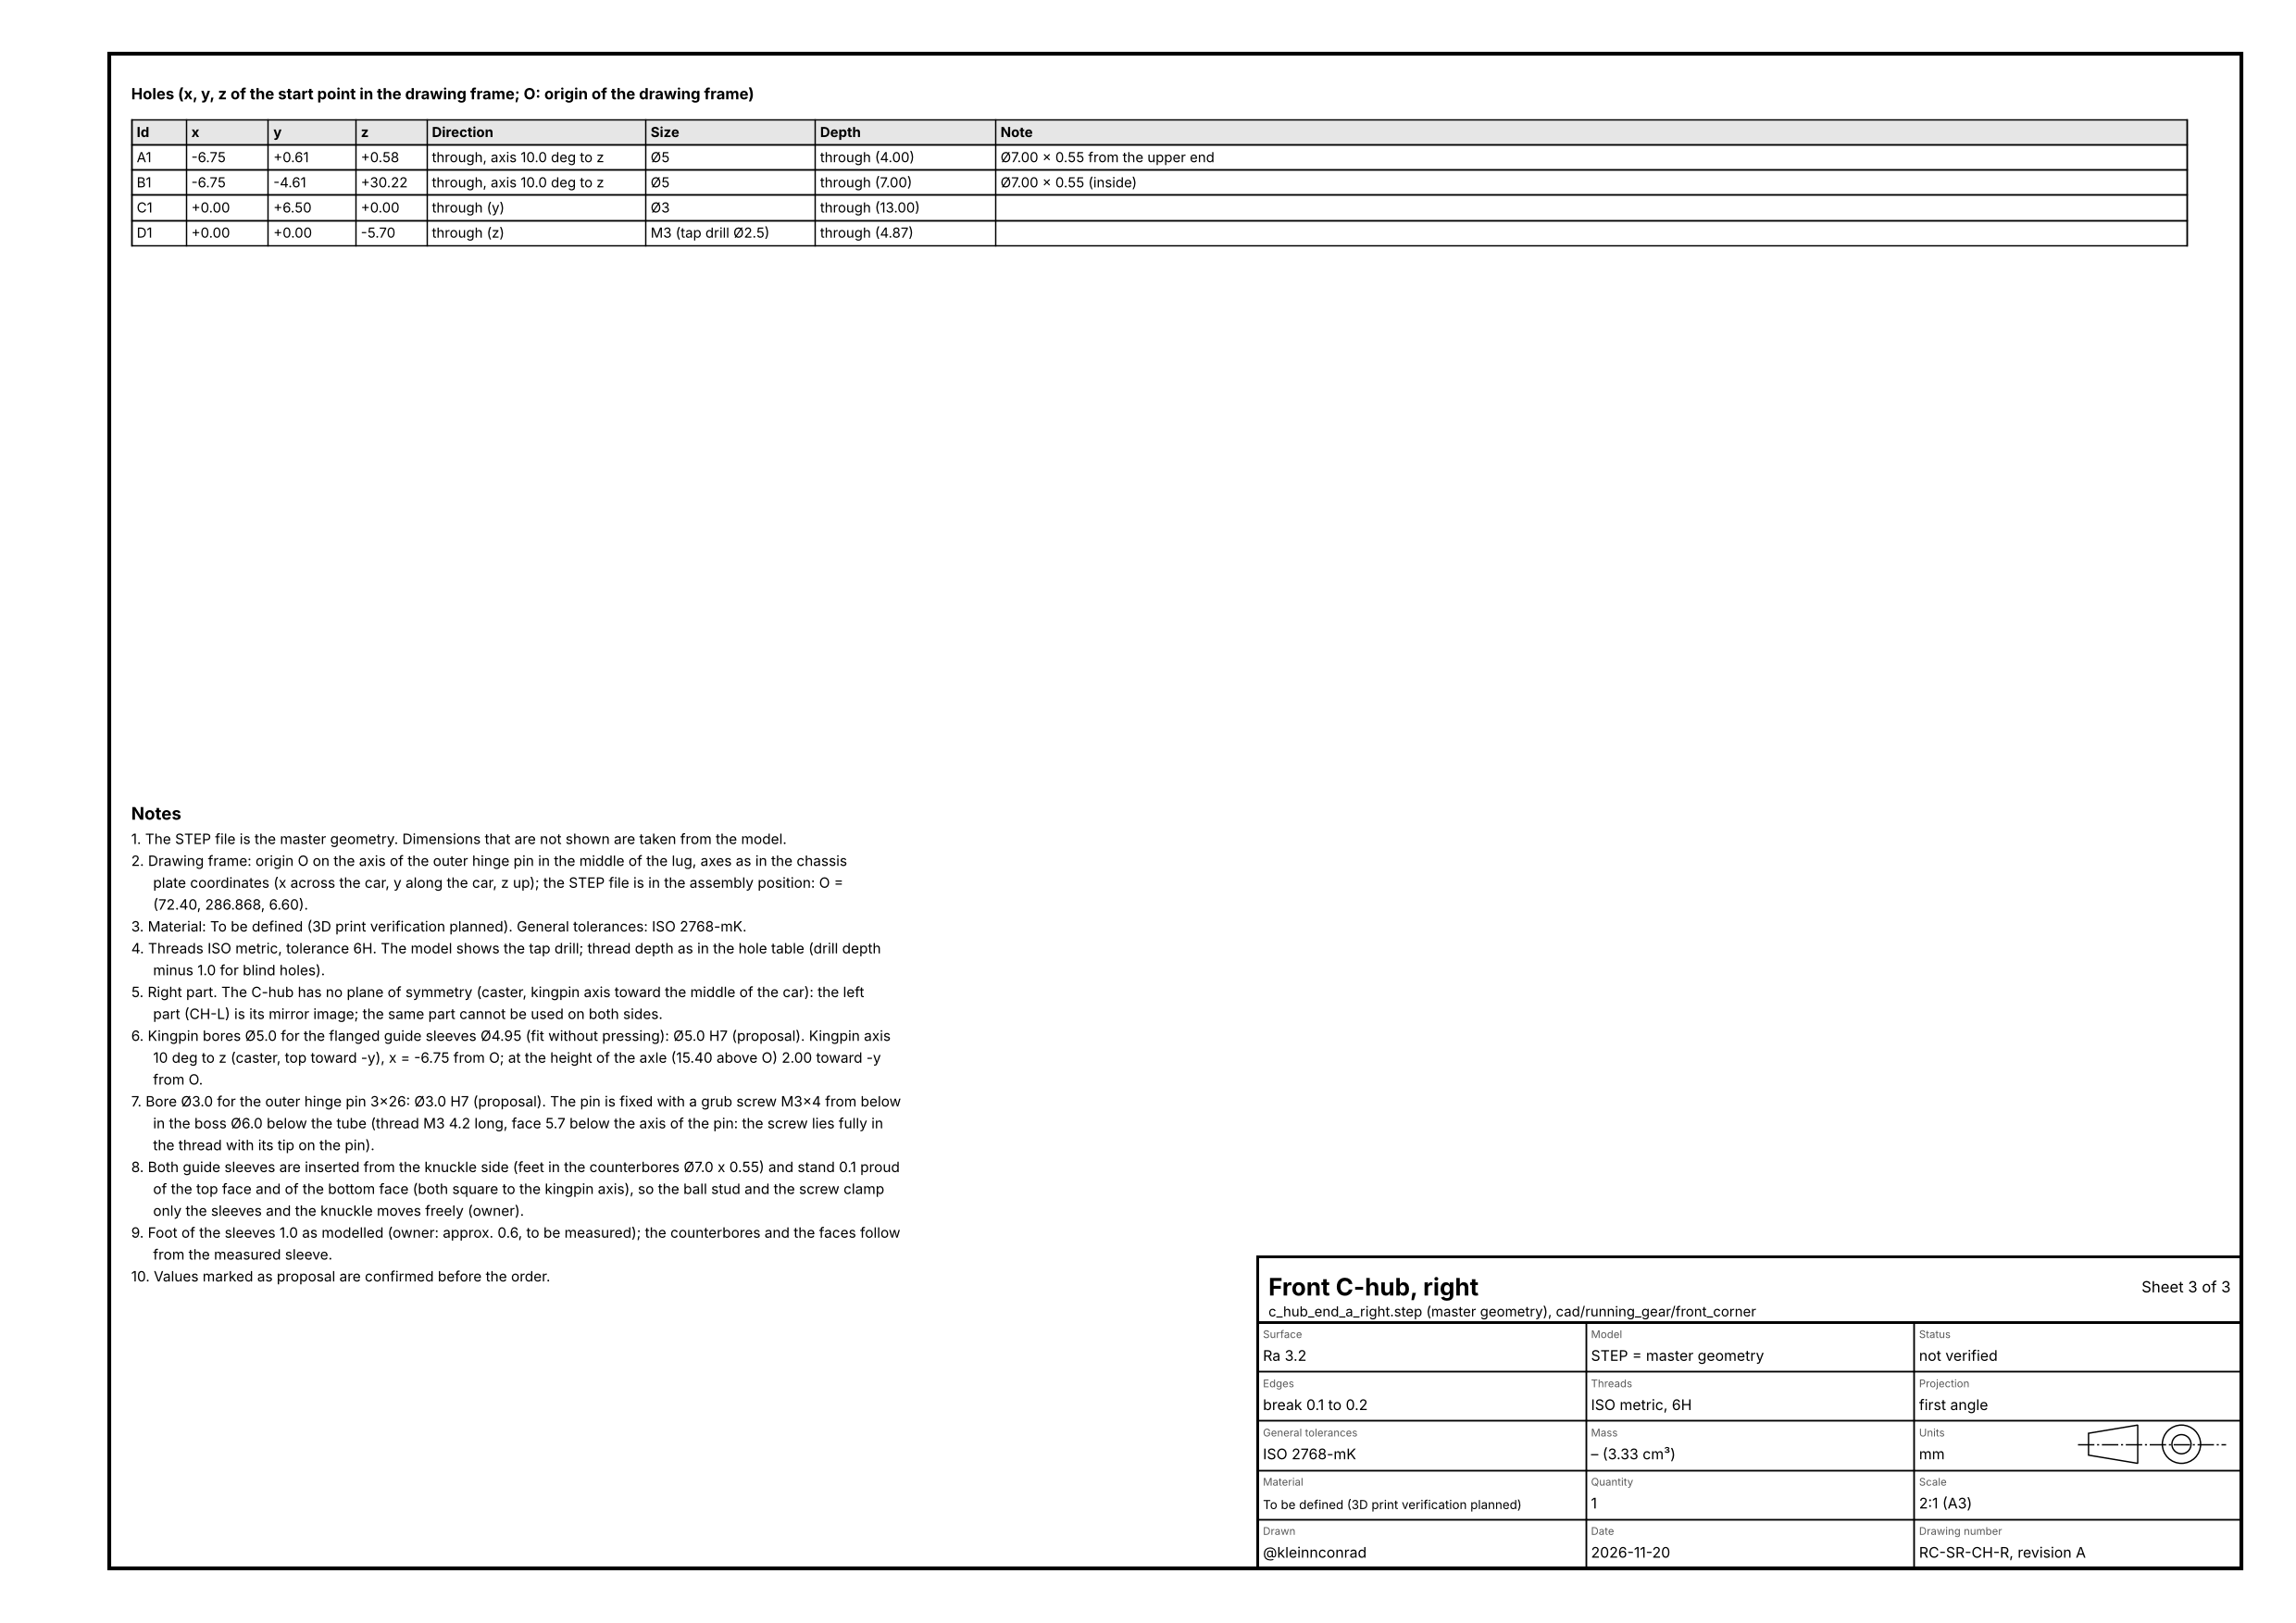 Holes (x, y, z of the start point in the drawing frame; O: origin of the drawing frame)
Id x y z Direction Size Depth Note
A1 -6.75 +0.61 +0.58 through, axis 10.0 deg to z Ø5 through (4.00) Ø7.00 × 0.55 from the upper end
B1 -6.75 -4.61 +30.22 through, axis 10.0 deg to z Ø5 through (7.00) Ø7.00 × 0.55 (inside)
C1 +0.00 +6.50 +0.00 through (y) Ø3 through (13.00)
D1 +0.00 +0.00 -5.70 through (z) M3 (tap drill Ø2.5) through (4.87)
Notes
1. The STEP file is the master geometry. Dimensions that are not shown are taken from the model.
2. Drawing frame: origin O on the axis of the outer hinge pin in the middle of the lug, axes as in the chassis
plate coordinates (x across the car, y along the car, z up); the STEP file is in the assembly position: O =
(72.40, 286.868, 6.60).
3. Material: To be defined (3D print verification planned). General tolerances: ISO 2768-mK.
4. Threads ISO metric, tolerance 6H. The model shows the tap drill; thread depth as in the hole table (drill depth
minus 1.0 for blind holes).
5. Right part. The C-hub has no plane of symmetry (caster, kingpin axis toward the middle of the car): the left
part (CH-L) is its mirror image; the same part cannot be used on both sides.
6. Kingpin bores Ø5.0 for the flanged guide sleeves Ø4.95 (fit without pressing): Ø5.0 H7 (proposal). Kingpin axis
10 deg to z (caster, top toward -y), x = -6.75 from O; at the height of the axle (15.40 above O) 2.00 toward -y
from O.
7. Bore Ø3.0 for the outer hinge pin 3×26: Ø3.0 H7 (proposal). The pin is fixed with a grub screw M3×4 from below
in the boss Ø6.0 below the tube (thread M3 4.2 long, face 5.7 below the axis of the pin: the screw lies fully in
the thread with its tip on the pin).
8. Both guide sleeves are inserted from the knuckle side (feet in the counterbores Ø7.0 x 0.55) and stand 0.1 proud
of the top face and of the bottom face (both square to the kingpin axis), so the ball stud and the screw clamp
only the sleeves and the knuckle moves freely (owner).
9. Foot of the sleeves 1.0 as modelled (owner: approx. 0.6, to be measured); the counterbores and the faces follow
from the measured sleeve.
10. Values marked as proposal are confirmed before the order.
Front C-hub, right Sheet 3 of 3
c_hub_end_a_right.step (master geometry), cad/running_gear/front_corner
Surface Model Status
Ra 3.2 STEP = master geometry not verified
Edges Threads Projection
break 0.1 to 0.2 ISO metric, 6H first angle
General tolerances Mass Units
ISO 2768-mK – (3.33 cm³) mm
Material Quantity Scale
To be defined (3D print verification planned) 1 2:1 (A3)
Drawn Date Drawing number
@kleinnconrad 2026-11-20 RC-SR-CH-R, revision A